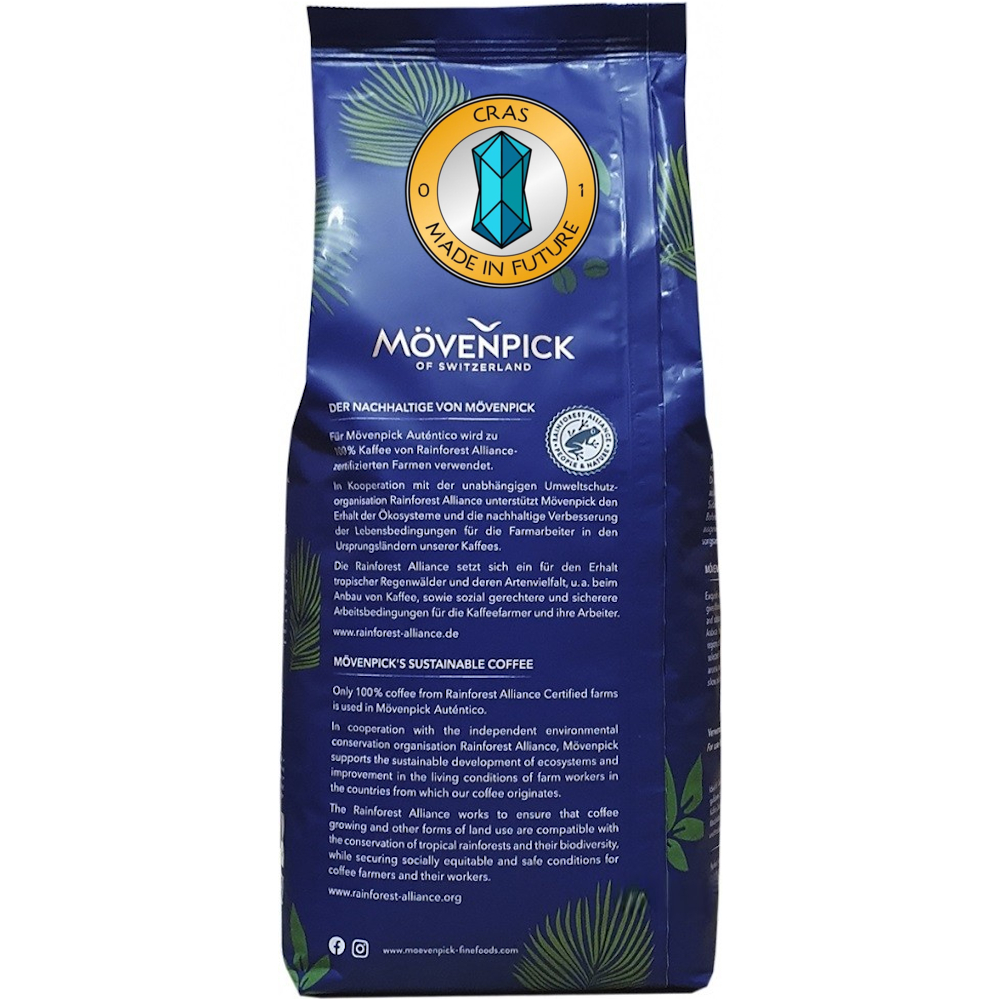 CRAS
0 1
MADE IN FUTURE
MÖVENPICK
OF SWITZERLAND
DER NACHHALTIGE VON MÖVENPICK
Für Mövenpick Auténtico wird zu
100% Kaffee von Rainforest Alliance-
zertifizierten Farmen verwendet.
RAINFOREST ALLIANCE
PEOPLE & NATURE
In Kooperation mit der unabhängigen Umweltschutz-
organisation Rainforest Alliance unterstützt Mövenpick den
Erhalt der Ökosysteme und die nachhaltige Verbesserung
der Lebensbedingungen für die Farmarbeiter in den
Ursprungsländern unserer Kaffees.
Die Rainforest Alliance setzt sich ein für den Erhalt
tropischer Regenwälder und deren Artenvielfalt, u. a. beim
Anbau von Kaffee, sowie sozial gerechtere und sicherere
Arbeitsbedingungen für die Kaffeefarmer und ihre Arbeiter.
www.rainforest-alliance.de
MÖVENPICK'S SUSTAINABLE COFFEE
Only 100% coffee from Rainforest Alliance Certified farms
is used in Mövenpick Auténtico.
In cooperation with the independent environmental
conservation organisation Rainforest Alliance, Mövenpick
supports the sustainable development of ecosystems and
improvement in the living conditions of farm workers in
the countries from which our coffee originates.
The Rainforest Alliance works to ensure that coffee
growing and other forms of land use are compatible with
the conservation of tropical rainforests and their biodiversity,
while securing socially equitable and safe conditions for
coffee farmers and their workers.
www.rainforest-alliance.org
www.moevenpick-finefoods.com